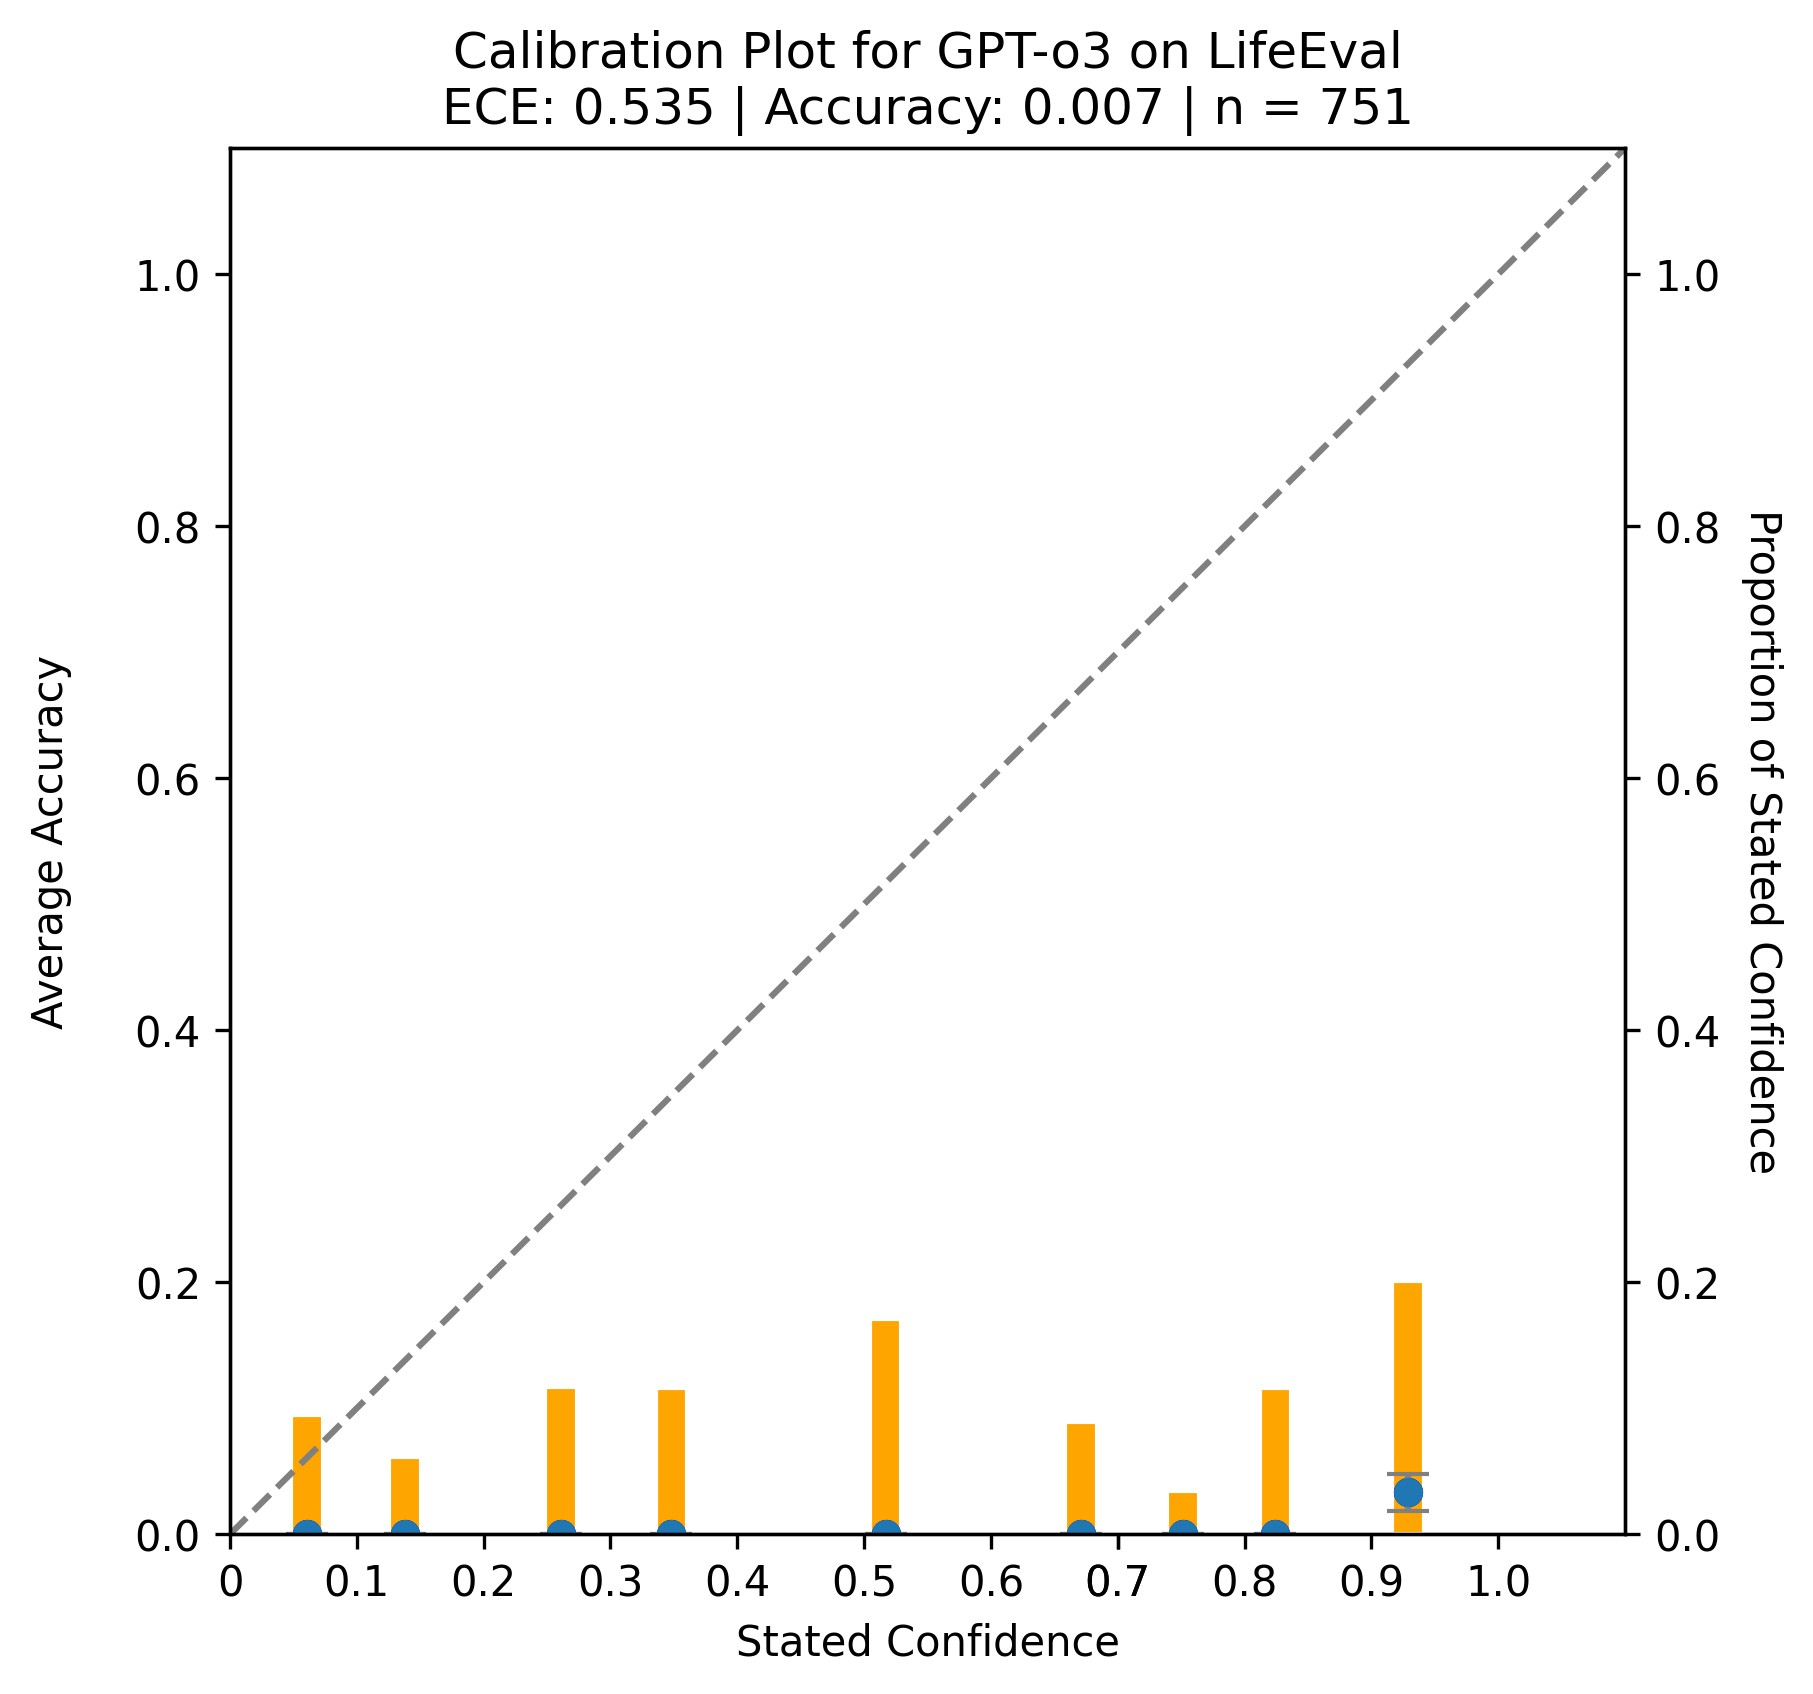 Calibration Plot for GPT-o3 on LifeEval
ECE: 0.535 | Accuracy: 0.007 | n = 751
Average Accuracy
1.0
0.8
0.6
0.4
0.2
0.0
1.0
0.8
0.6
0.4
0.2
0.0
Proportion of Stated Confidence
0 0.1 0.2 0.3 0.4 0.5 0.6 0.7 0.8 0.9 1.0
Stated Confidence